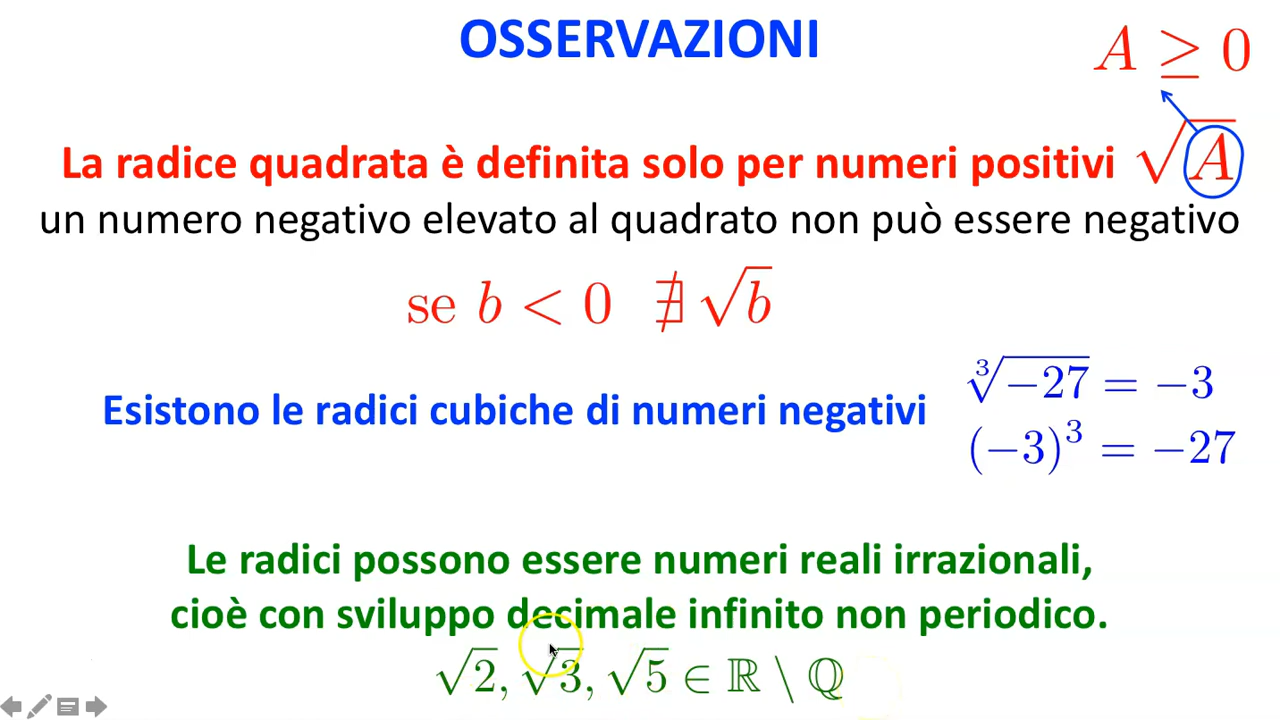 OSSERVAZIONI
A ≥ 0
La radice quadrata è definita solo per numeri positivi √A
un numero negativo elevato al quadrato non può essere negativo
se b < 0 ∄ √b
Esistono le radici cubiche di numeri negativi
∛−27 = −3
(−3)³ = −27
Le radici possono essere numeri reali irrazionali,
cioè con sviluppo decimale infinito non periodico.
√2, √3, √5 ∈ ℝ \ ℚ